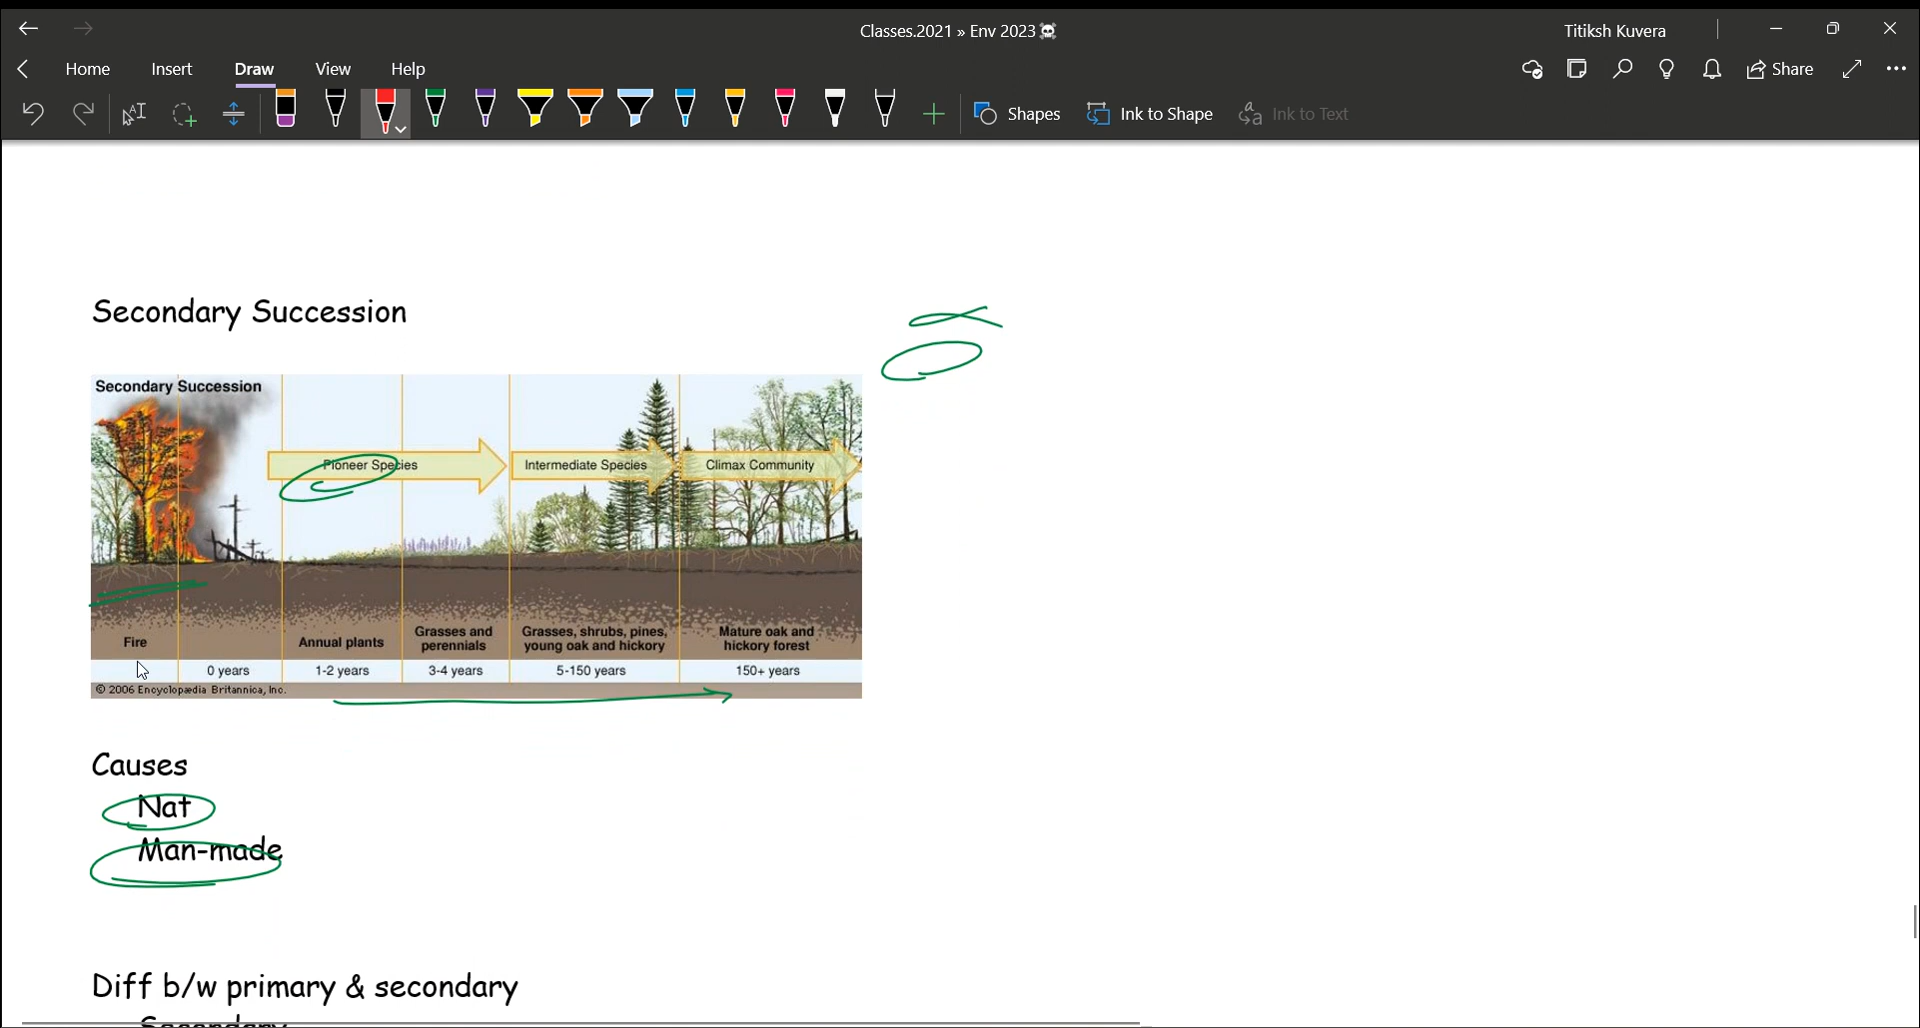 Classes.2021 » Env 2023☠
Titiksh Kuvera
Home Insert Draw View Help
Share
Shapes Ink to Shape Ink to Text
Secondary Succession
Secondary Succession
Pioneer Species Intermediate Species Climax Community
Fire Annual plants Grasses and perennials Grasses, shrubs, pines, young oak and hickory Mature oak and hickory forest
0 years 1-2 years 3-4 years 5-150 years 150+ years
© 2006 Encyclopædia Britannica, Inc.
Causes
Nat
Man-made
Diff b/w primary & secondary
Secondary